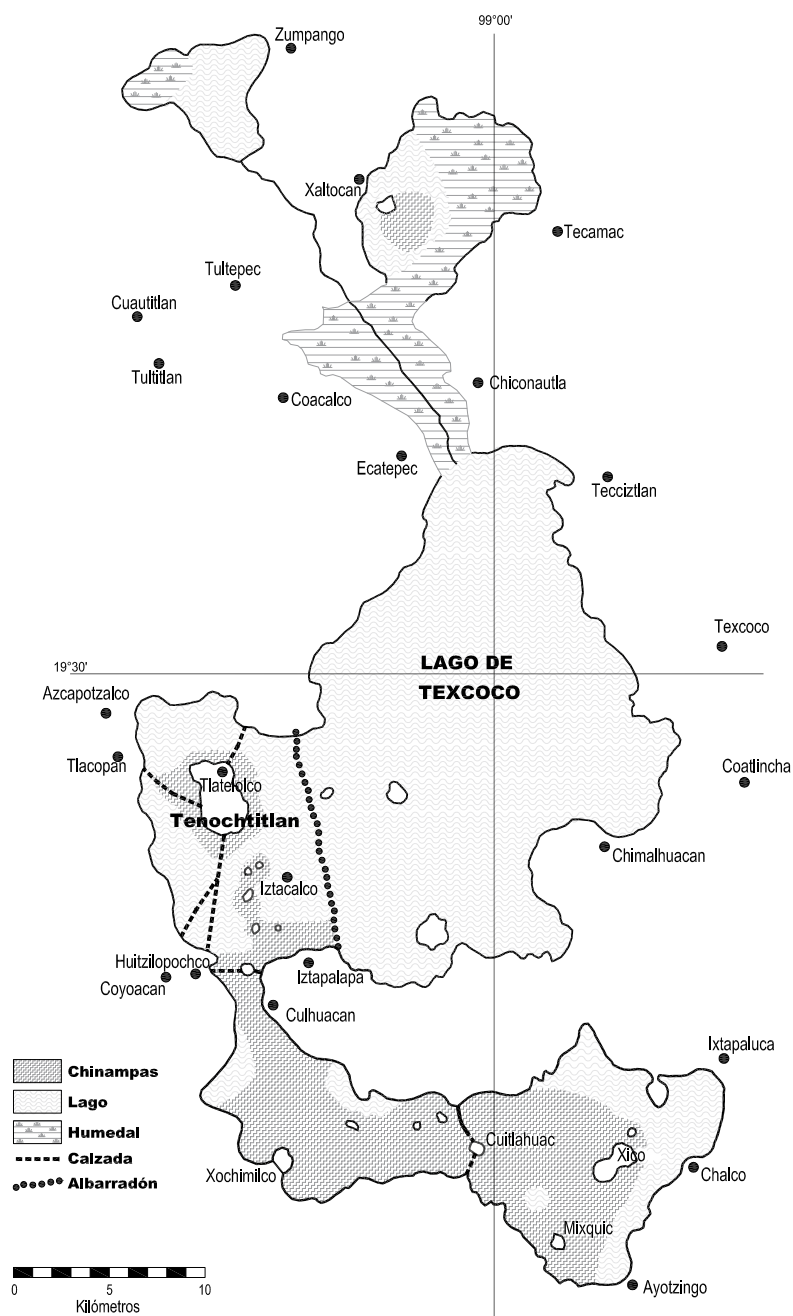 99°00'
Zumpango
Xaltocan
Tecamac
Tultepec
Cuautitlan
Tultitlan
Chiconautla
Coacalco
Ecatepec
Tecciztlan
Texcoco
LAGO DE
TEXCOCO
19°30'
Azcapotzalco
Tlacopan
Tlatelolco
Coatlincha
Tenochtitlan
Chimalhuacan
Iztacalco
Huitzilopochco
Coyoacan
Iztapalapa
Culhuacan
Ixtapaluca
Chinampas
Lago
Humedal
Calzada
Albarradón
Cuitlahuac
Xico
Xochimilco
Chalco
Mixquic
Ayotzingo
0 10
Kilómetros